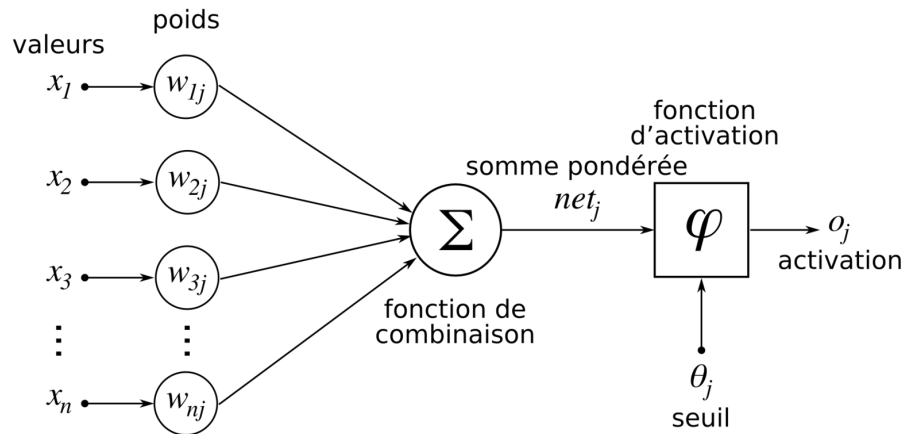 poids
valeurs
x₁
w₁ⱼ
x₂
w₂ⱼ
x₃
w₃ⱼ
⋮ ⋮
xₙ
wₙⱼ
Σ
fonction de
combinaison
somme pondérée
netⱼ
fonction
d’activation
φ
oⱼ
activation
θⱼ
seuil